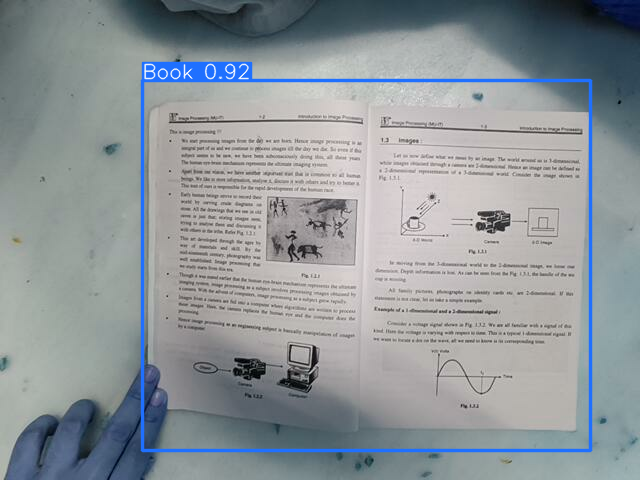 Book 0.92
Image Processing (MU-IT)
1-2
Introduction to Image Processing
This is image processing !!!
We start processing images from the day we are born. Hence image processing is an
integral part of us and we continue to process images till the day we die. So even if this
subject seems to be new, we have been subconsciously doing this, all these years.
The human eye-brain mechanism represents the ultimate imaging system.
Apart from our vision, we have another important trait that is common to all human
beings. We like to store information, analyse it, discuss it with others and try to better it.
This trait of ours is responsible for the rapid development of the human race.
Early human beings strove to record their
world by carving crude diagrams on
stone. All the drawings that we see in old
caves is just that; storing images seen,
trying to analyse them and discussing it
with others in the tribe. Refer Fig. 1.2.1
This art developed through the ages by
way of materials and skill. By the
mid-nineteenth century, photography was
well established. Image processing that
we study starts from this era.
Fig. 1.2.1
Though it was stated earlier that the human eye-brain mechanism represents the ultimate
imaging system, image processing as a subject involves processing images obtained by
a camera. With the advent of computers, image processing as a subject grew rapidly.
Images from a camera are fed into a computer where algorithms are written to process
these images. Here, the camera replaces the human eye and the computer does the
processing.
Hence image processing as an engineering subject is basically manipulation of images
by a computer.
Object
Camera
Computer
Fig. 1.2.2
Image Processing (MU-IT)
1-3
Introduction to Image Processing
1.3 Images :
Let us now define what we mean by an image. The world around us is 3-dimensional,
while images obtained through a camera are 2-dimensional. Hence an image can be defined as
a 2-dimensional representation of a 3-dimensional world. Consider the image shown in
Fig. 1.3.1.
Y
Z
X
3-D World
Camera
2-D Image
Fig. 1.3.1
In moving from the 3-dimensional world to the 2-dimensional image, we loose one
dimension. Depth information is lost. As can be seen from the Fig. 1.3.1, the handle of the tea
cup is missing.
All family pictures, photographs on identity cards etc. are 2-dimensional. If this
statement is not clear, let us take a simple example.
Example of a 1-dimensional and a 2-dimensional signal :
Consider a voltage signal shown in Fig. 1.3.2. We are all familiar with a signal of this
kind. Here the voltage is varying with respect to time. This is a typical 1-dimensional signal. If
we want to locate a dot on the wave, all we need to know is its corresponding time.
V(t) Volts
t₁
Time
Fig. 1.3.2